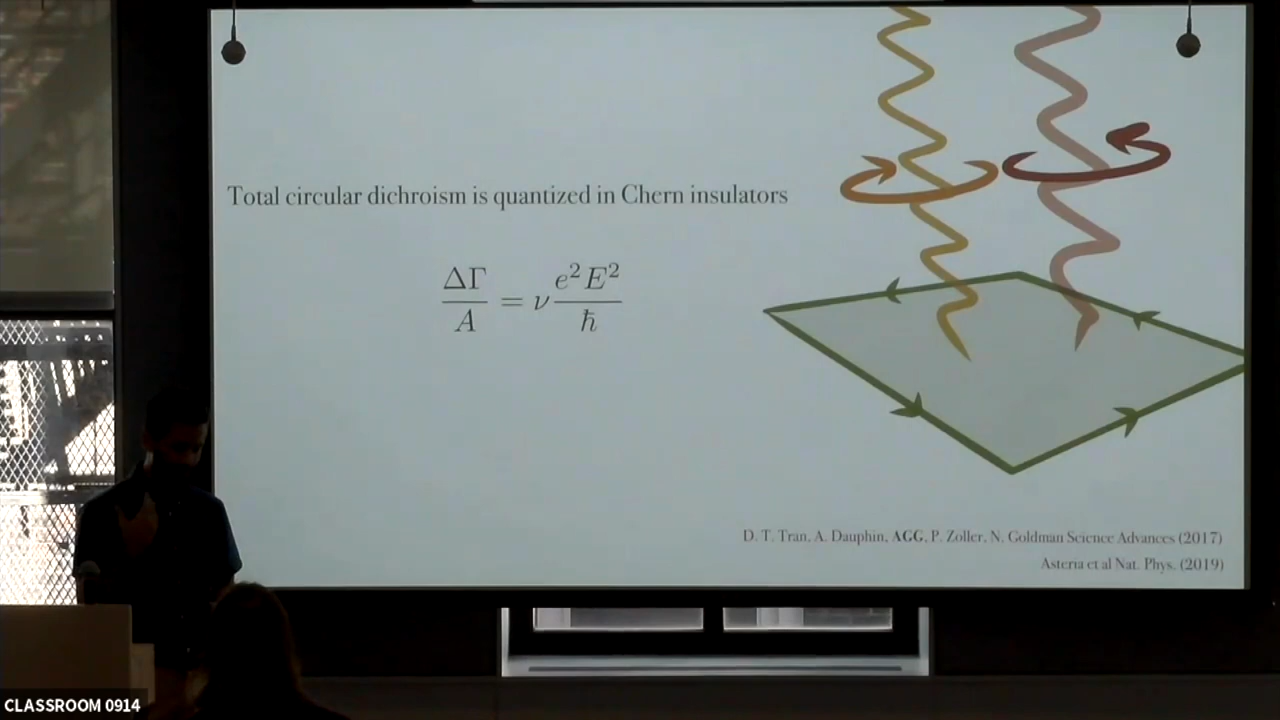 Total circular dichroism is quantized in Chern insulators
ΔΓ/A = ν e²E²/ħ
D. T. Tran, A. Dauphin, AGG, P. Zoller, N. Goldman Science Advances (2017)
Asteria et al Nat. Phys. (2019)
CLASSROOM 0914